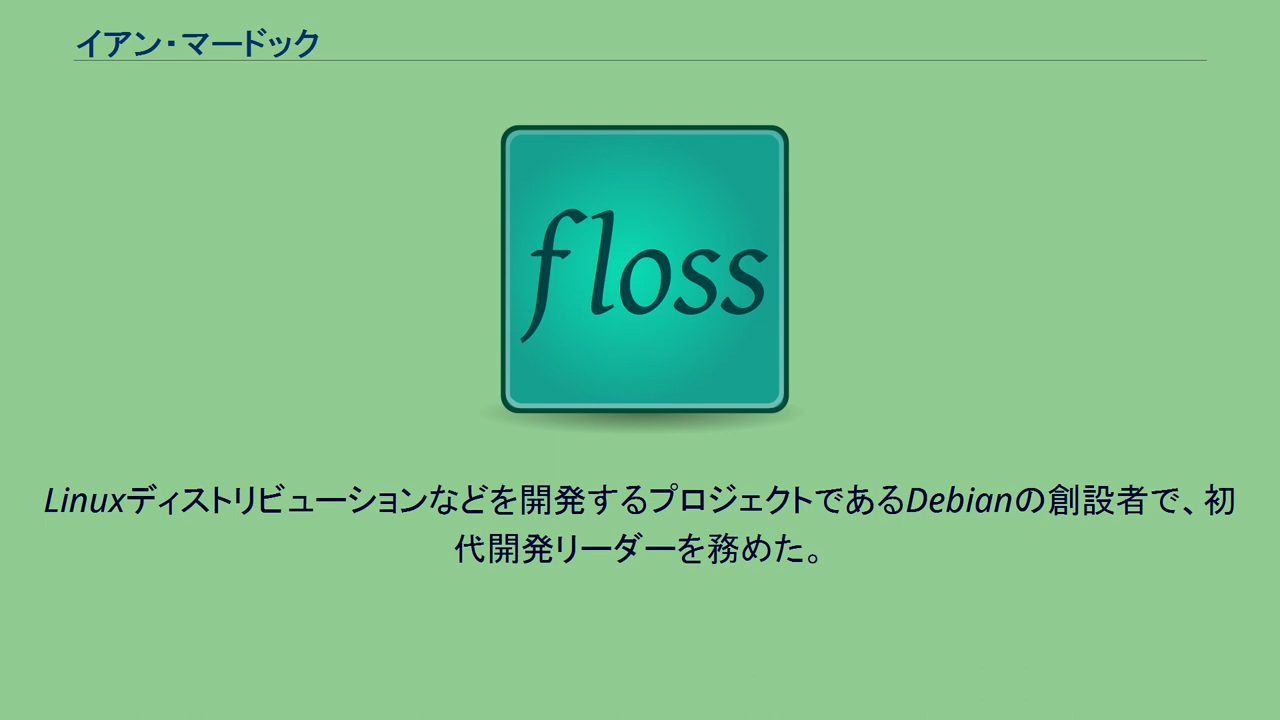 イアン・マードック
floss
Linuxディストリビューションなどを開発するプロジェクトであるDebianの創設者で、初
代開発リーダーを務めた。